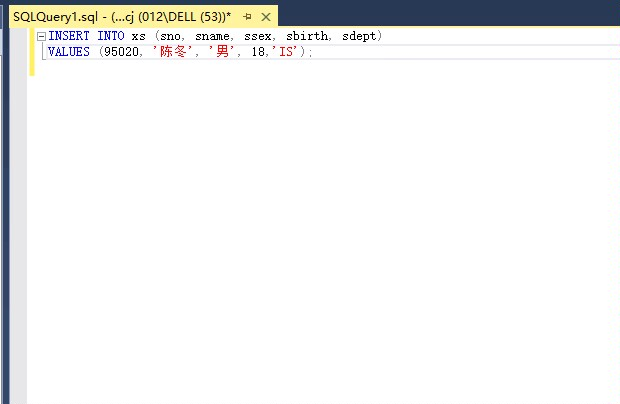 SQLQuery1.sql - (...cj (012\DELL (53))*
INSERT INTO xs (sno, sname, ssex, sbirth, sdept)
VALUES (95020, '陈冬', '男', 18,'IS');